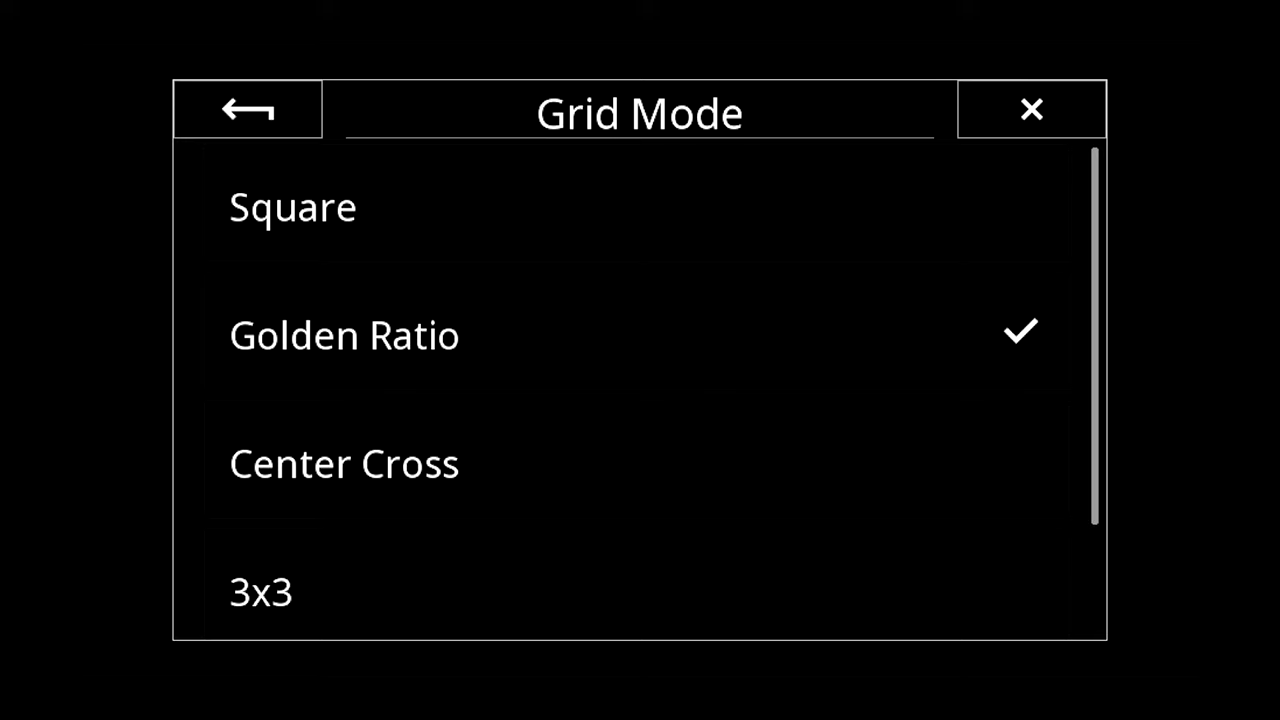 Grid Mode
Square
Golden Ratio
Center Cross
3x3